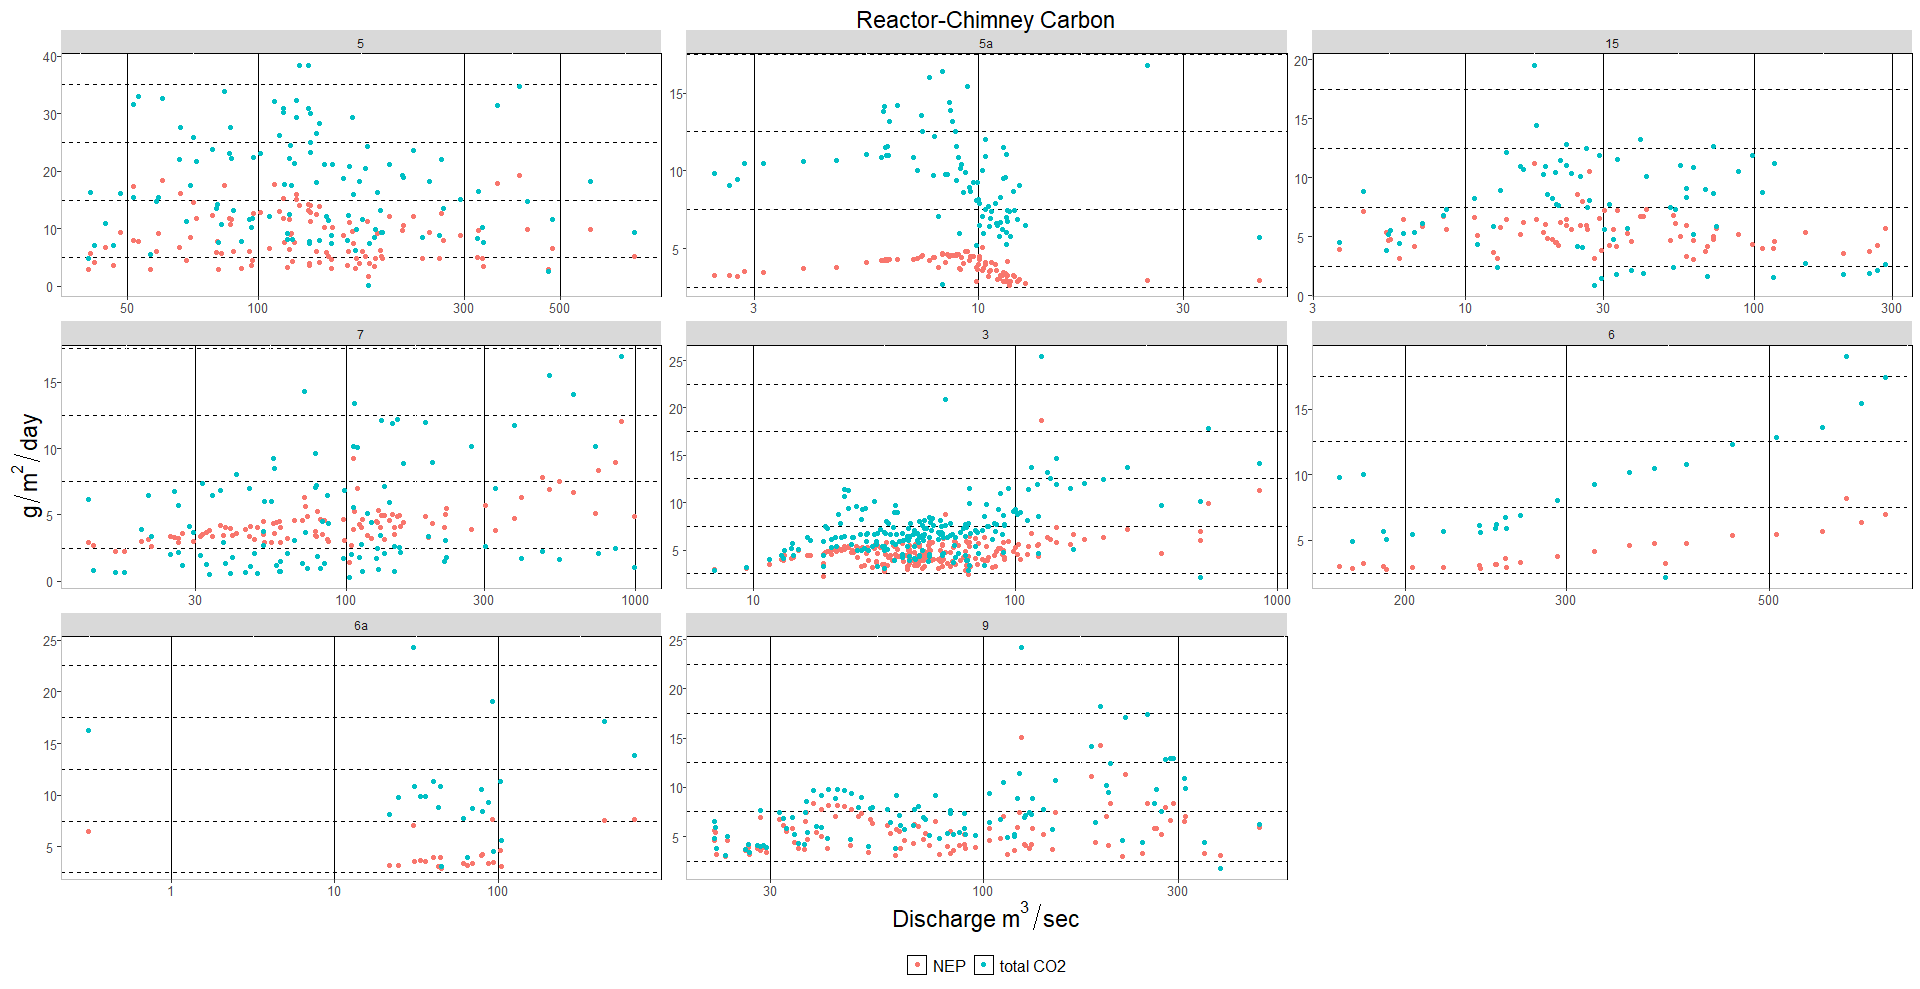 Reactor-Chimney Carbon
5 5a 15
40
30
20
10
0
50 100 300 500
15
10
5
3 10 30
20
15
10
5
0
3 10 30 100 300
7 3 6
15
10
5
0
30 100 300 1000
25
20
15
10
5
10 100 1000
15
10
5
200 300 500
6a 9
25
20
15
10
5
1 10 100
25
20
15
10
5
30 100 300
g/m²/day
Discharge m³/sec
NEP total CO2